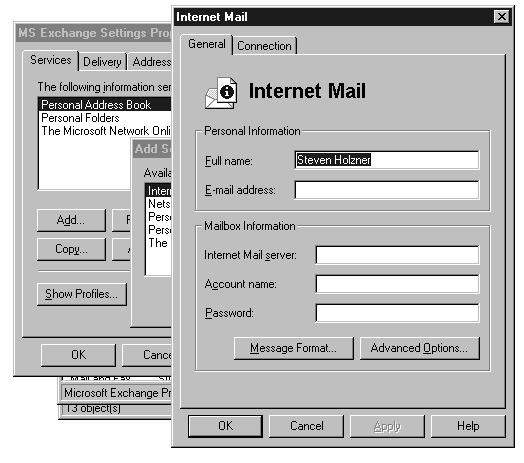 MS Exchange Settings Pro
Services
Delivery
Address
The following information ser
Personal Address Book
Personal Folders
The Microsoft Network Onli
Add...
Copy...
Show Profiles...
OK
Cance
Add Se
Availa
Inter
Nets
Perso
Perso
The
Microsoft Exchange Pr
13 object(s)
Internet Mail
General
Connection
Internet Mail
Personal Information
Full name:
Steven Holzner
E-mail address:
Mailbox Information
Internet Mail server:
Account name:
Password:
Message Format...
Advanced Options...
OK
Cancel
Apply
Help